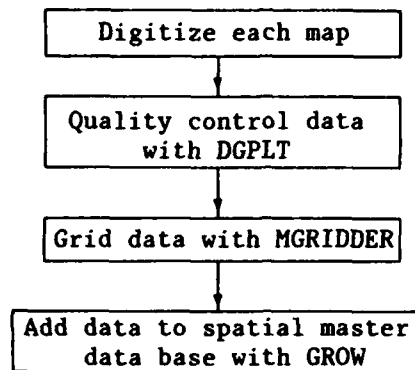 Digitize each map
Quality control data
with DGPLT
Grid data with MGRIDDER
Add data to spatial master
data base with GROW